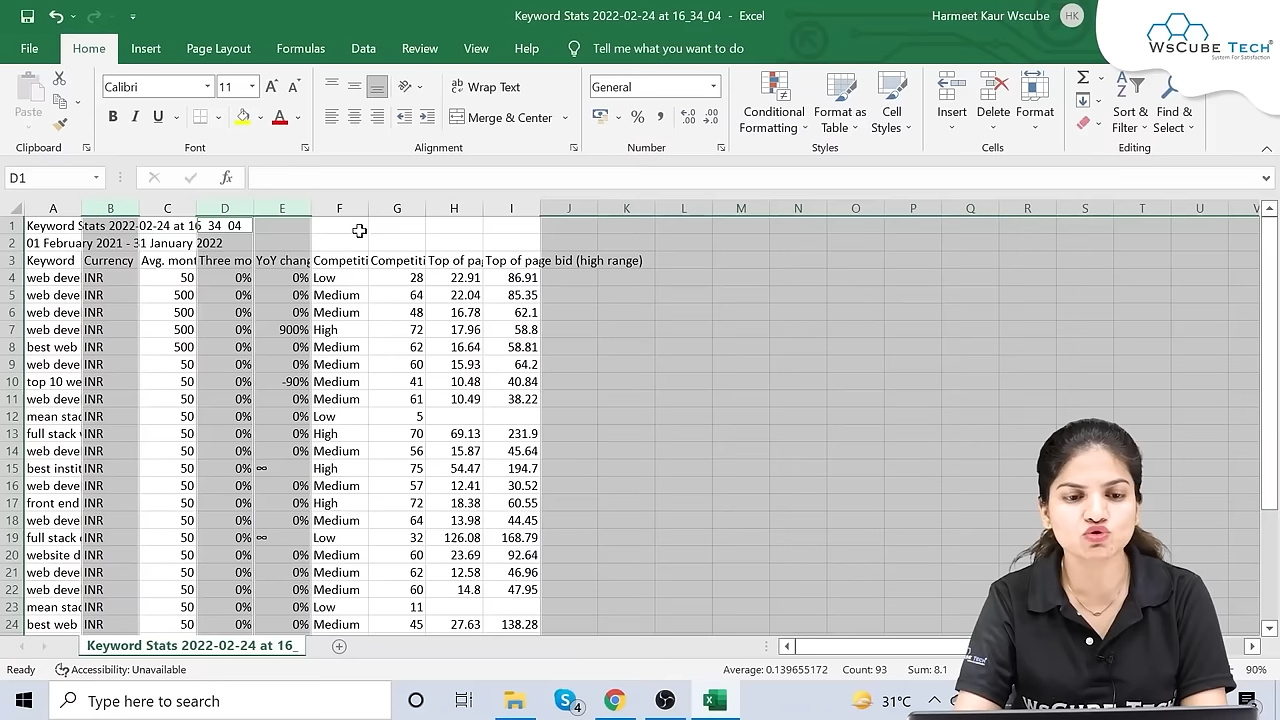 Keyword Stats 2022-02-24 at 16_34_04 - Excel
Harmeet Kaur Wscube
HK
WsCube Tech
System For Satisfaction
File Home Insert Page Layout Formulas Data Review View Help Tell me what you want to do
Calibri 11 Wrap Text General
Paste
Merge & Center
Conditional Formatting
Format as Table
Cell Styles
Insert Delete Format
Sort & Filter
Find & Select
Clipboard Font Alignment Number Styles Cells Editing
D1
A B C D E F G H I J K L M N O P Q R S T U V
1 Keyword Stats 2022-02-24 at 16_34_04
2 01 February 2021 - 31 January 2022
3 Keyword Currency Avg. mont Three mo YoY chang Competiti Competiti Top of pa Top of page bid (high range)
4 web deve INR 50 0% 0% Low 28 22.91 86.91
5 web deve INR 500 0% 0% Medium 64 22.04 85.35
6 web deve INR 500 0% 0% Medium 48 16.78 62.1
7 web deve INR 500 0% 900% High 72 17.96 58.8
8 best web INR 500 0% 0% Medium 62 16.64 58.81
9 web deve INR 50 0% 0% Medium 60 15.93 64.2
10 top 10 we INR 50 0% -90% Medium 41 10.48 40.84
11 web deve INR 50 0% 0% Medium 61 10.49 38.22
12 mean stac INR 50 0% 0% Low 5
13 full stack INR 50 0% 0% High 70 69.13 231.9
14 web deve INR 50 0% 0% Medium 56 15.87 45.64
15 best instit INR 50 0% ∞ High 75 54.47 194.7
16 web deve INR 50 0% 0% Medium 57 12.41 30.52
17 front end INR 50 0% 0% High 72 18.38 60.55
18 web deve INR 50 0% 0% Medium 64 13.98 44.45
19 full stack INR 50 0% ∞ Low 32 126.08 168.79
20 website d INR 50 0% 0% Medium 60 23.69 92.64
21 web deve INR 50 0% 0% Medium 62 12.58 46.96
22 web deve INR 50 0% 0% Medium 60 14.8 47.95
23 mean stac INR 50 0% 0% Low 11
24 best web INR 50 0% 0% Medium 45 27.63 138.28
Keyword Stats 2022-02-24 at 16_
Ready Accessibility: Unavailable Average: 0.139655172 Count: 93 Sum: 8.1 90%
Type here to search
4
31°C
WsCube Tech